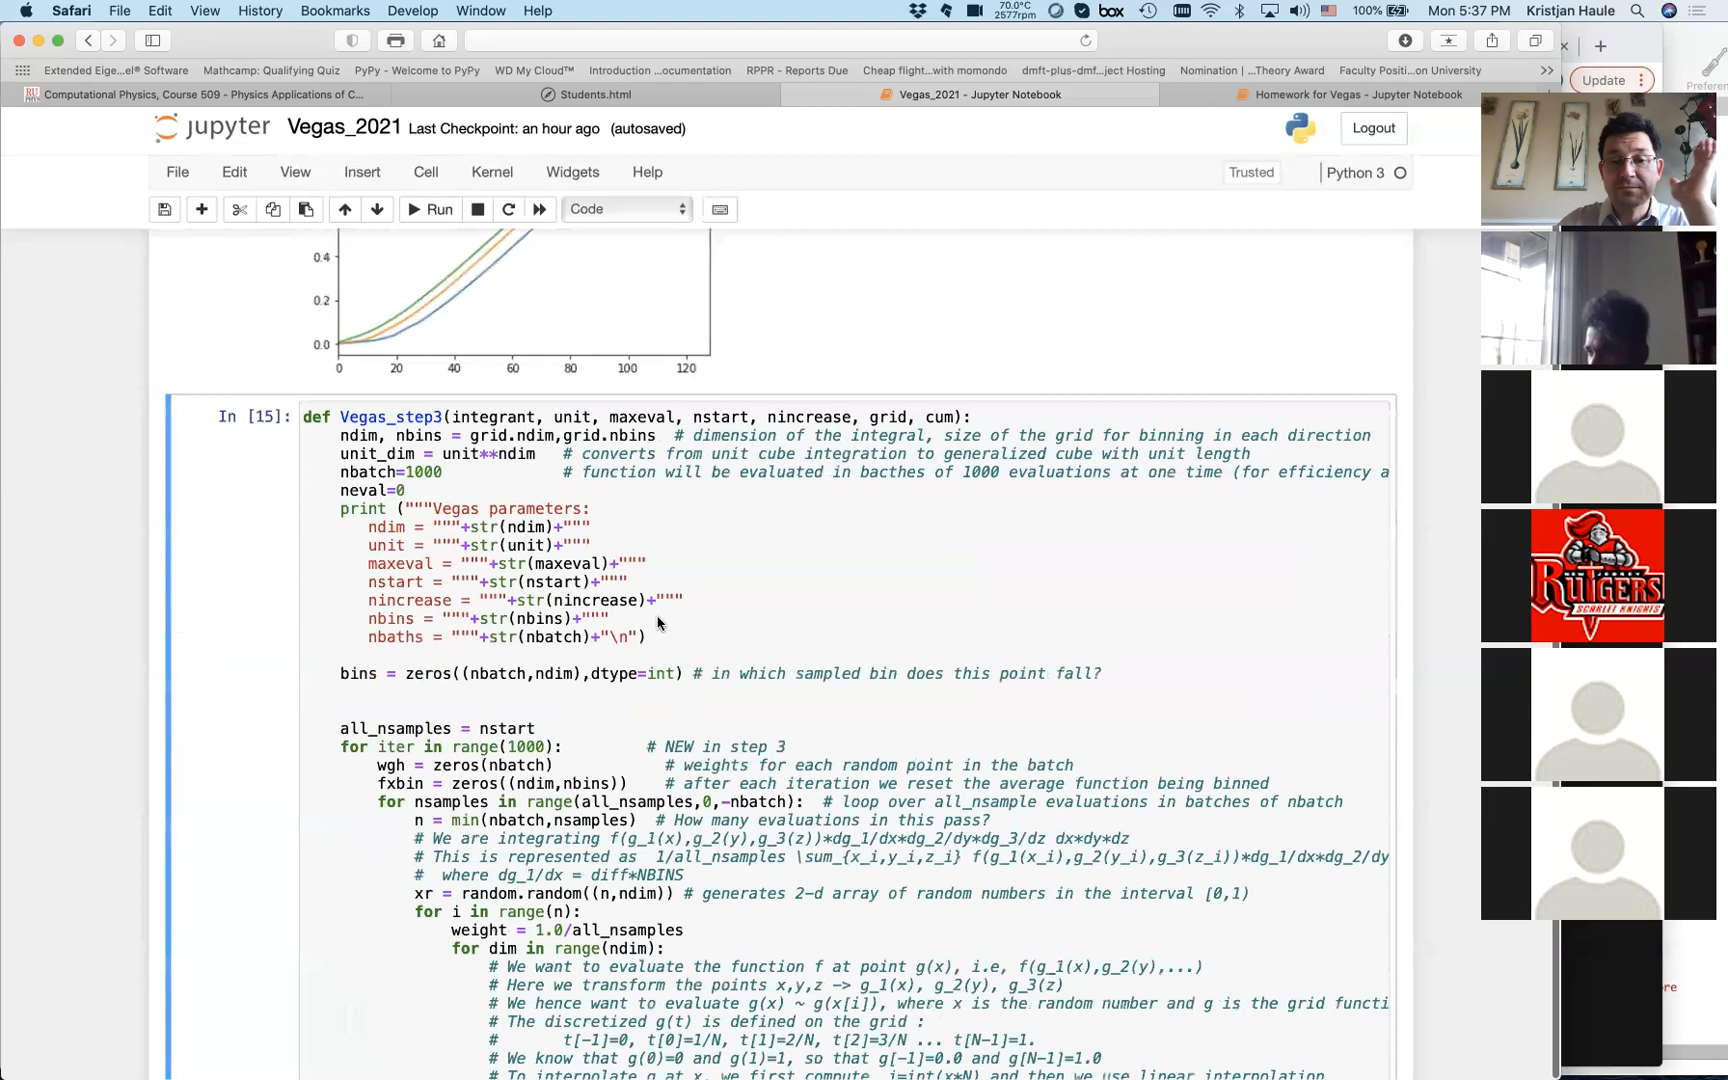 Safari File Edit View History Bookmarks Develop Window Help 70.0°C 2577rpm box 100% Mon 5:37 PM Kristjan Haule
Extended Eige...el® Software Mathcamp: Qualifying Quiz PyPy - Welcome to PyPy WD My Cloud™ Introduction ...ocumentation RPPR - Reports Due Cheap flight...with momondo dmft-plus-dmf...ject Hosting Nomination |...Theory Award Faculty Positi...on University >> Update
Computational Physics, Course 509 - Physics Applications of C... Students.html Vegas_2021 - Jupyter Notebook Homework for Vegas - Jupyter Notebook
jupyter Vegas_2021 Last Checkpoint: an hour ago (autosaved) Logout
File Edit View Insert Cell Kernel Widgets Help Trusted Python 3
Run Code
0.4
0.2
0.0
0 20 40 60 80 100 120
In [15]: def Vegas_step3(integrant, unit, maxeval, nstart, nincrease, grid, cum):
ndim, nbins = grid.ndim,grid.nbins # dimension of the integral, size of the grid for binning in each direction
unit_dim = unit**ndim # converts from unit cube integration to generalized cube with unit length
nbatch=1000 # function will be evaluated in bacthes of 1000 evaluations at one time (for efficiency a
neval=0
print ("""Vegas parameters:
ndim = """+str(ndim)+"""
unit = """+str(unit)+"""
maxeval = """+str(maxeval)+"""
nstart = """+str(nstart)+"""
nincrease = """+str(nincrease)+"""
nbins = """+str(nbins)+"""
nbaths = """+str(nbatch)+"\n")
bins = zeros((nbatch,ndim),dtype=int) # in which sampled bin does this point fall?
all_nsamples = nstart
for iter in range(1000): # NEW in step 3
wgh = zeros(nbatch) # weights for each random point in the batch
fxbin = zeros((ndim,nbins)) # after each iteration we reset the average function being binned
for nsamples in range(all_nsamples,0,-nbatch): # loop over all_nsample evaluations in batches of nbatch
n = min(nbatch,nsamples) # How many evaluations in this pass?
# We are integrating f(g_1(x),g_2(y),g_3(z))*dg_1/dx*dg_2/dy*dg_3/dz dx*dy*dz
# This is represented as 1/all_nsamples \sum_{x_i,y_i,z_i} f(g_1(x_i),g_2(y_i),g_3(z_i))*dg_1/dx*dg_2/dy
# where dg_1/dx = diff*NBINS
xr = random.random((n,ndim)) # generates 2-d array of random numbers in the interval [0,1)
for i in range(n):
weight = 1.0/all_nsamples
for dim in range(ndim):
# We want to evaluate the function f at point g(x), i.e, f(g_1(x),g_2(y),...)
# Here we transform the points x,y,z -> g_1(x), g_2(y), g_3(z)
# We hence want to evaluate g(x) ~ g(x[i]), where x is the random number and g is the grid functi
# The discretized g(t) is defined on the grid :
# t[-1]=0, t[0]=1/N, t[1]=2/N, t[2]=3/N ... t[N-1]=1.
# We know that g(0)=0 and g(1)=1, so that g[-1]=0.0 and g[N-1]=1.0
# To interpolate g at x, we first compute i=int(x*N) and then we use linear interpolation
RUTGERS
SCARLET KNIGHTS